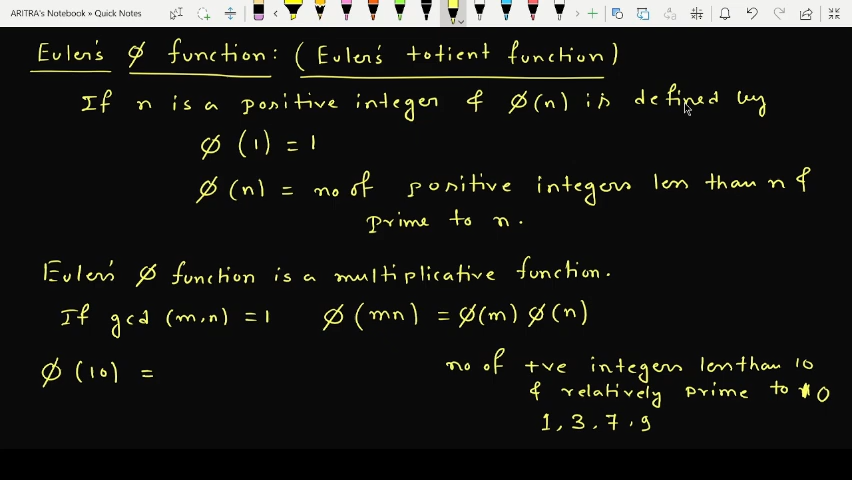 ARITRA's Notebook » Quick Notes
Euler's ϕ function: (Euler's totient function)
If n is a positive integer & ϕ(n) is defined by
ϕ (1) = 1
ϕ (n) = no of positive integers less than n &
prime to n.
Euler's ϕ function is a multiplicative function.
If gcd (m,n) = 1 ϕ (mn) = ϕ(m) ϕ(n)
ϕ (10) =
no of +ve integers less than 10
& relatively prime to 10
1, 3, 7, 9